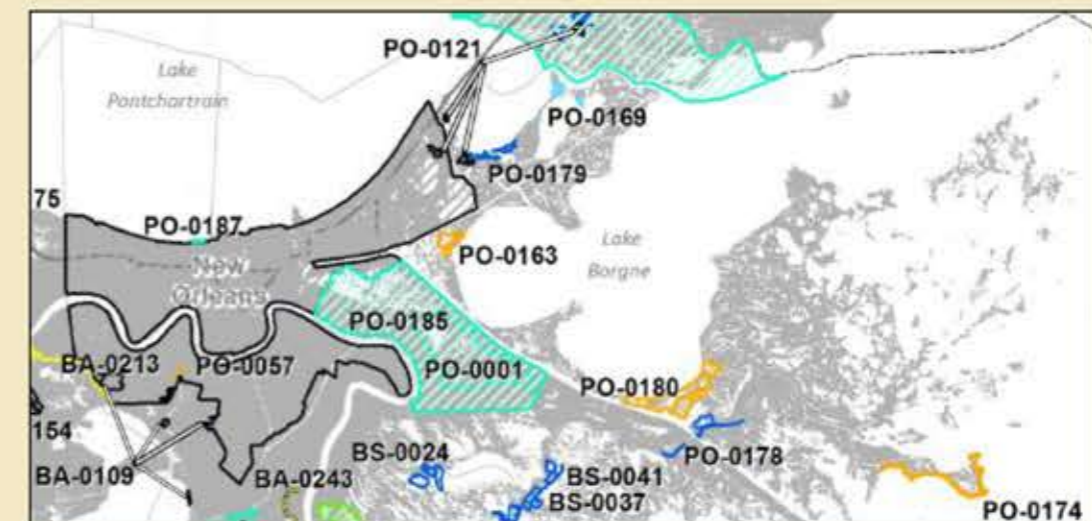 PO-0121
Lake
Pontchartrain
PO-0169
PO-0179
75
PO-0187
PO-0163
Lake
Borgne
New
Orleans
PO-0185
PO-0001
BA-0213
PO-0057
PO-0180
154
BA-0109
BA-0243
BS-0024
BS-0041
BS-0037
PO-0178
PO-0174